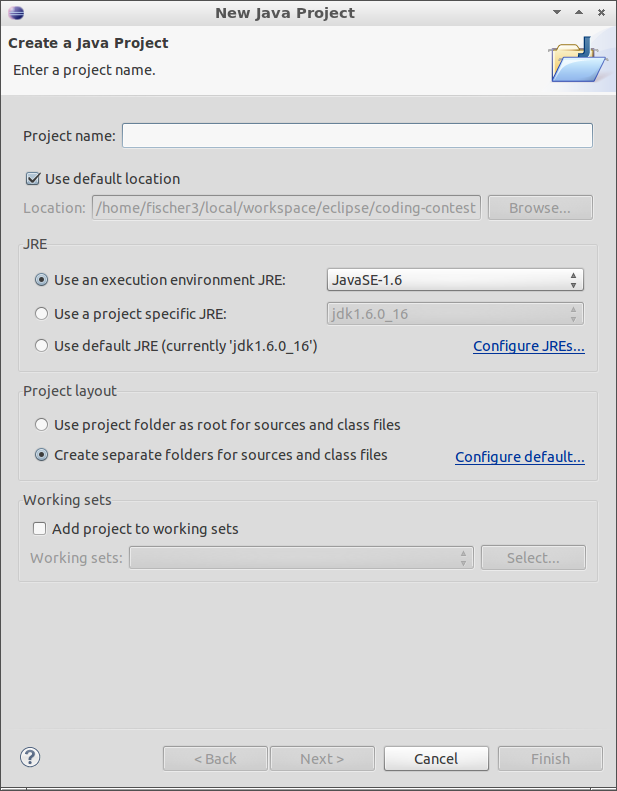 New Java Project
Create a Java Project
Enter a project name.
Project name:
Use default location
Location: /home/fischer3/local/workspace/eclipse/coding-contest Browse...
JRE
Use an execution environment JRE: JavaSE-1.6
Use a project specific JRE: jdk1.6.0_16
Use default JRE (currently 'jdk1.6.0_16') Configure JREs...
Project layout
Use project folder as root for sources and class files
Create separate folders for sources and class files Configure default...
Working sets
Add project to working sets
Working sets: Select...
? < Back Next > Cancel Finish